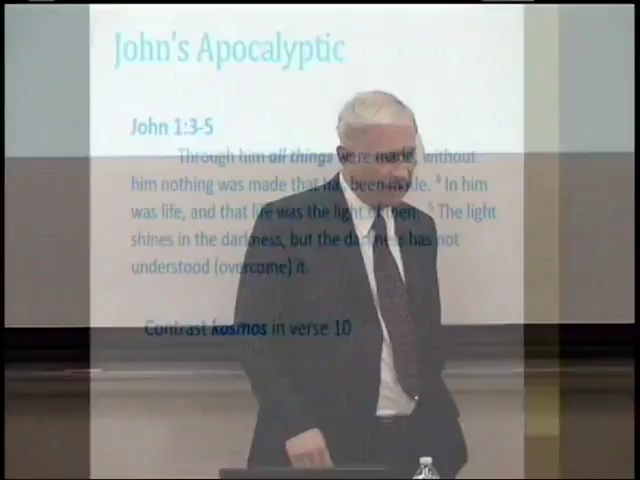 John's Apocalyptic
John 1:3-5
Through him all things were made, without
him nothing was made that has been made. 4 In him
was life, and that life was the light of men. 5 The light
shines in the darkness, but the darkness has not
understood (overcome) it.
Contrast kosmos in verse 10